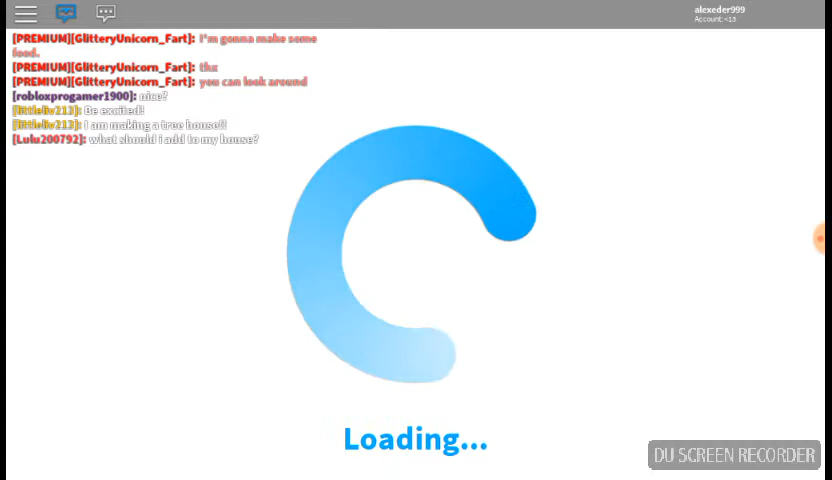 alexeder999
Account: <13
[PREMIUM][GlitteryUnicorn_Fart]: I'm gonna make some
food.
[PREMIUM][GlitteryUnicorn_Fart]: thx
[PREMIUM][GlitteryUnicorn_Fart]: you can look around
[robloxprogamer1900]: nice?
[littleliv213]: Be excited!
[littleliv213]: I am making a tree house!!
[Lulu200792]: what should i add to my house?
Loading...
DU SCREEN RECORDER